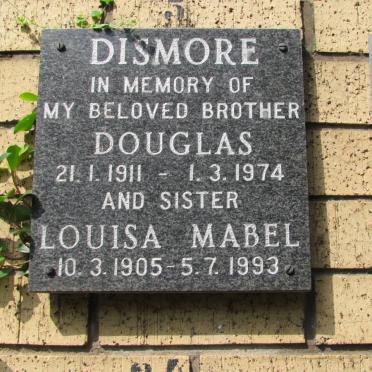 DISMORE
IN MEMORY OF
MY BELOVED BROTHER
DOUGLAS
21. 1. 1911 - 1. 3. 1974
AND SISTER
LOUISA MABEL
10. 3. 1905 - 5. 7. 1993